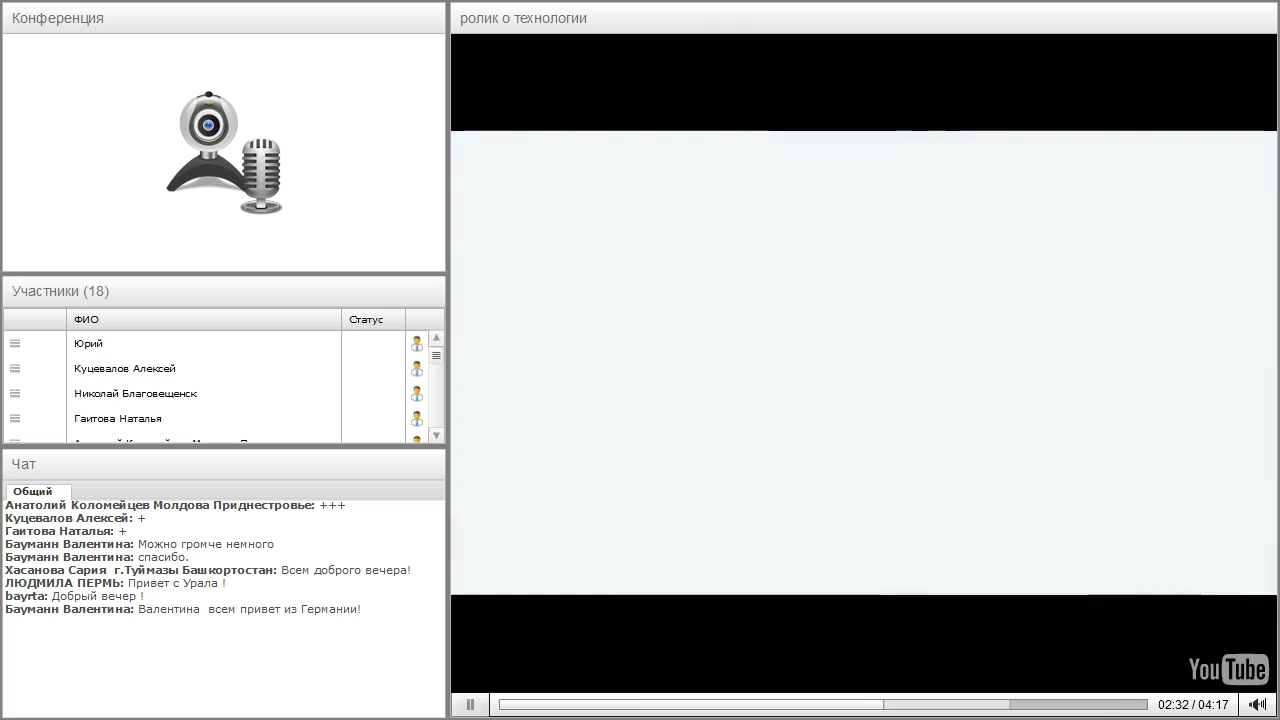 Конференция
ролик о технологии
Участники (18)
ФИО
Статус
Юрий
Куцевалов Алексей
Николай Благовещенск
Гаитова Наталья
Чат
Общий
Анатолий Коломейцев Молдова Приднестровье: +++
Куцевалов Алексей: +
Гаитова Наталья: +
Бауманн Валентина: Можно громче немного
Бауманн Валентина: спасибо.
Хасанова Сария г.Туймазы Башкортостан: Всем доброго вечера!
ЛЮДМИЛА ПЕРМЬ: Привет с Урала !
bayrta: Добрый вечер !
Бауманн Валентина: Валентина всем привет из Германии!
YouTube
02:32 / 04:17